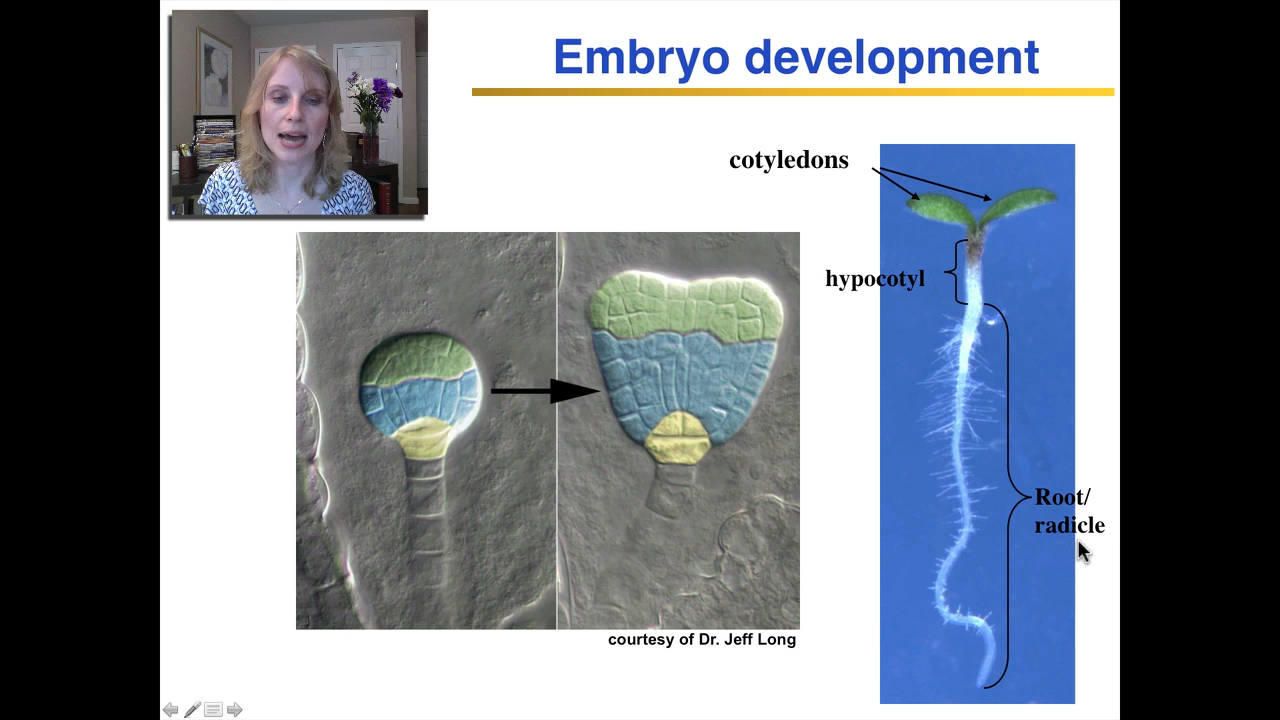 Embryo development
cotyledons
hypocotyl
Root/
radicle
courtesy of Dr. Jeff Long